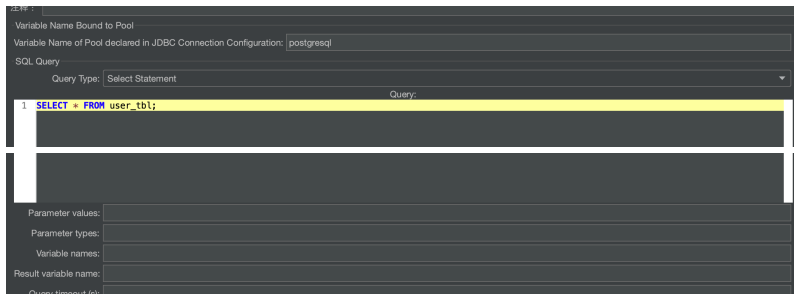 注释：
Variable Name Bound to Pool
Variable Name of Pool declared in JDBC Connection Configuration: postgresql
SQL Query
Query Type: Select Statement
Query:
1 SELECT * FROM user_tbl;
Parameter values:
Parameter types:
Variable names:
Result variable name:
Query timeout (s):